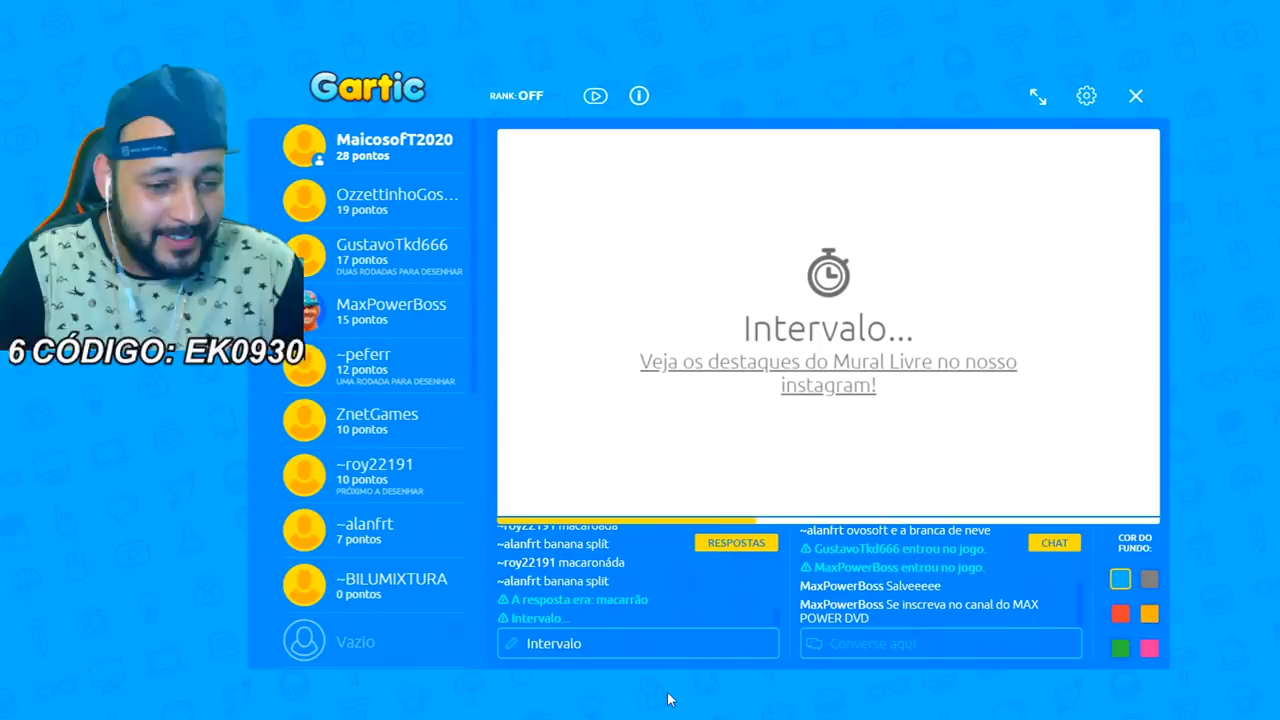 Gartic
RANK: OFF
MaicosofT2020
28 pontos
OzzettinhoGos...
19 pontos
GustavoTkd666
17 pontos
DUAS RODADAS PARA DESENHAR
MaxPowerBoss
15 pontos
~peferr
12 pontos
UMA RODADA PARA DESENHAR
ZnetGames
10 pontos
~roy22191
10 pontos
PRÓXIMO A DESENHAR
~alanfrt
7 pontos
~BILUMIXTURA
0 pontos
Vazio
6 CÓDIGO: EK0930
Intervalo...
Veja os destaques do Mural Livre no nosso
instagram!
~roy22191 macaroada
~alanfrt banana split
~roy22191 macaronáda
~alanfrt banana split
A resposta era: macarrão
Intervalo...
RESPOSTAS
Intervalo
~alanfrt ovosoft e a branca de neve
GustavoTkd666 entrou no jogo.
MaxPowerBoss entrou no jogo.
MaxPowerBoss Salveeeee
MaxPowerBoss Se inscreva no canal do MAX
POWER DVD
CHAT
Converse aqui
COR DO
FUNDO: